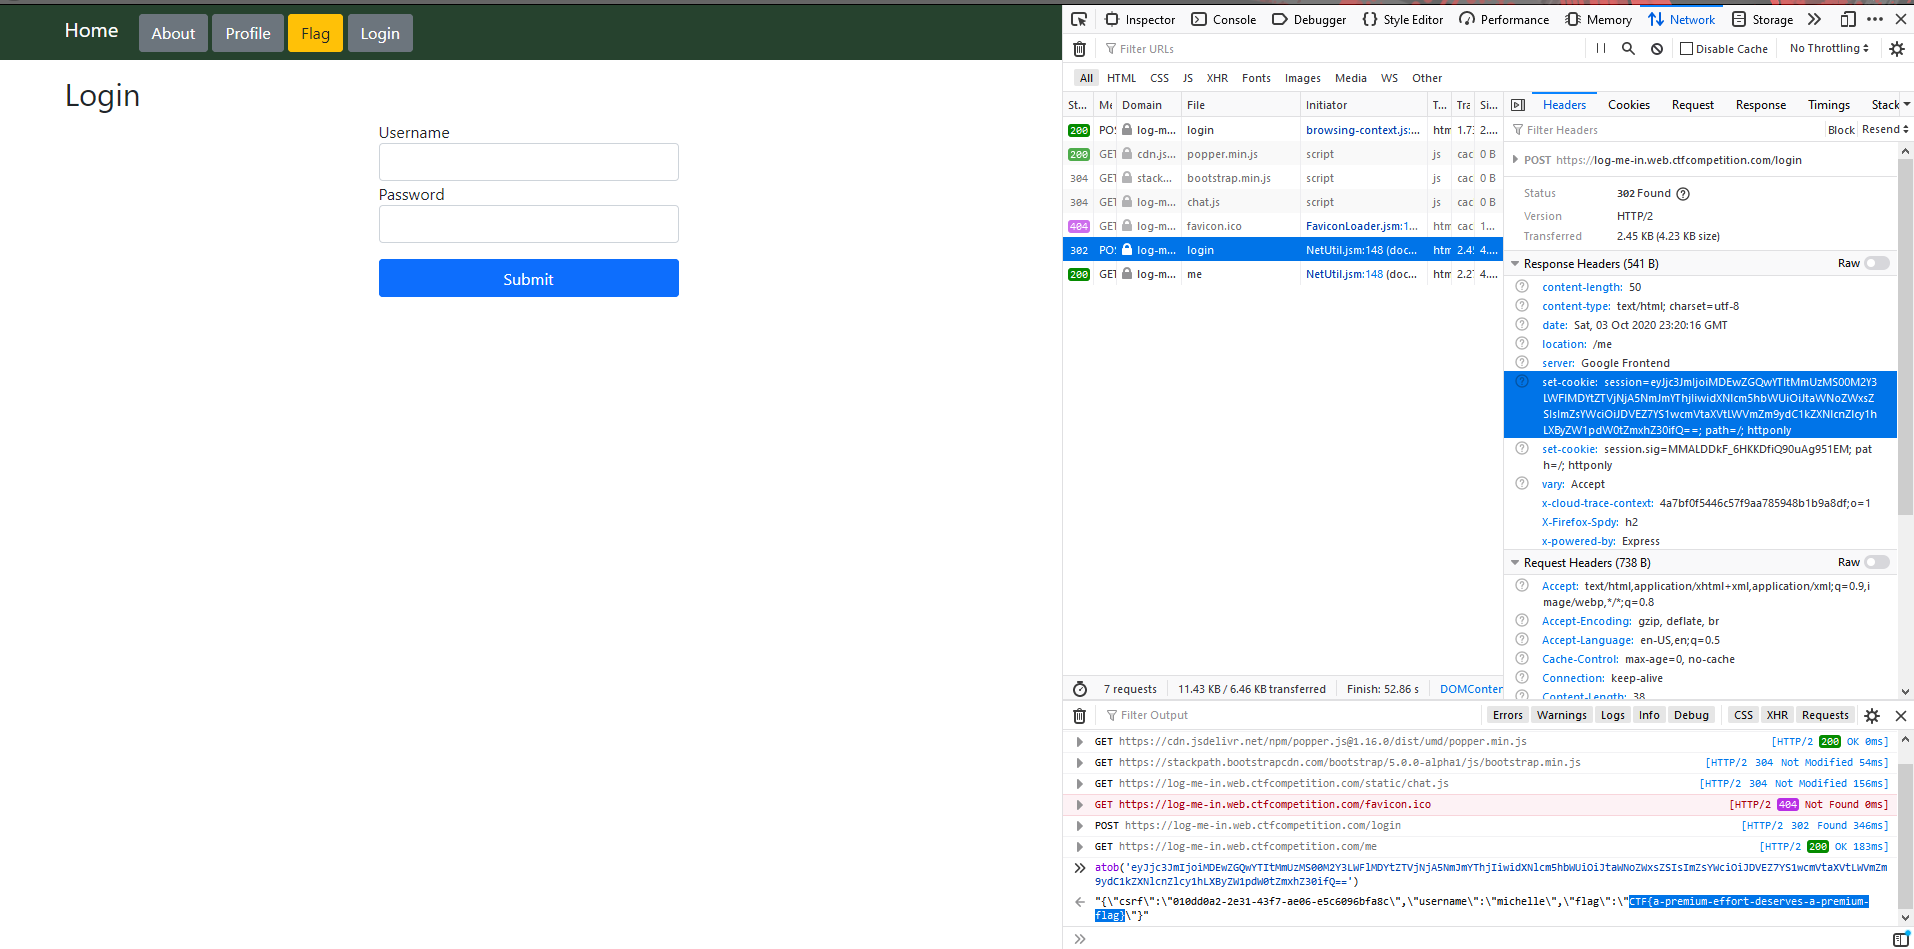 Home About Profile Flag Login
Login
Username
Password
Submit
Inspector Console Debugger Style Editor Performance Memory Network Storage
Filter URLs Disable Cache No Throttling
All HTML CSS JS XHR Fonts Images Media WS Other
St... Me Domain File Initiator T... Tra Si...
200 POS log-m... login browsing-context.js:... htm 1.73 2....
200 GET cdn.js... popper.min.js script js cac 0 B
304 GET stack... bootstrap.min.js script js cac 0 B
304 GET log-m... chat.js script js cac 0 B
404 GET log-m... favicon.ico FaviconLoader.jsm:1... htm cac 1...
302 POS log-m... login NetUtil.jsm:148 (doc... htm 2.45 4....
200 GET log-m... me NetUtil.jsm:148 (doc... htm 2.27 4....
7 requests 11.43 KB / 6.46 KB transferred Finish: 52.86 s DOMConter
Headers Cookies Request Response Timings Stack
Filter Headers Block Resend
POST https://log-me-in.web.ctfcompetition.com/login
Status 302 Found
Version HTTP/2
Transferred 2.45 KB (4.23 KB size)
Response Headers (541 B) Raw
content-length: 50
content-type: text/html; charset=utf-8
date: Sat, 03 Oct 2020 23:20:16 GMT
location: /me
server: Google Frontend
set-cookie: session=eyJjc3JmIjoiMDEwZGQwYTItMmUzMS00M2Y3
LWFlMDYtZTVjNjA5NmJmYThjIiwidXNlcm5hbWUiOiJtaWNoZWxsZ
SIsImZsYWciOiJDVEZ7YS1wcmVtaXVtLWVmZm9ydC1kZXNlcnZlcy1h
LXByZW1pdW0tZmxhZ30ifQ==; path=/; httponly
set-cookie: session.sig=MMALDDkF_6HKKDfiQ90uAg951EM; pat
h=/; httponly
vary: Accept
x-cloud-trace-context: 4a7bf0f5446c57f9aa785948b1b9a8df;o=1
X-Firefox-Spdy: h2
x-powered-by: Express
Request Headers (738 B) Raw
Accept: text/html,application/xhtml+xml,application/xml;q=0.9,i
mage/webp,*/*;q=0.8
Accept-Encoding: gzip, deflate, br
Accept-Language: en-US,en;q=0.5
Cache-Control: max-age=0, no-cache
Connection: keep-alive
Content-Length: 38
Filter Output Errors Warnings Logs Info Debug CSS XHR Requests
GET https://cdn.jsdelivr.net/npm/popper.js@1.16.0/dist/umd/popper.min.js [HTTP/2 200 OK 0ms]
GET https://stackpath.bootstrapcdn.com/bootstrap/5.0.0-alpha1/js/bootstrap.min.js [HTTP/2 304 Not Modified 54ms]
GET https://log-me-in.web.ctfcompetition.com/static/chat.js [HTTP/2 304 Not Modified 156ms]
GET https://log-me-in.web.ctfcompetition.com/favicon.ico [HTTP/2 404 Not Found 0ms]
POST https://log-me-in.web.ctfcompetition.com/login [HTTP/2 302 Found 346ms]
GET https://log-me-in.web.ctfcompetition.com/me [HTTP/2 200 OK 183ms]
atob('eyJjc3JmIjoiMDEwZGQwYTItMmUzMS00M2Y3LWFlMDYtZTVjNjA5NmJmYThjIiwidXNlcm5hbWUiOiJtaWNoZWxsZSIsImZsYWciOiJDVEZ7YS1wcmVtaXVtLWVmZm
9ydC1kZXNlcnZlcy1hLXByZW1pdW0tZmxhZ30ifQ==')
"{\"csrf\":\"010dd0a2-2e31-43f7-ae06-e5c6096bfa8c\",\"username\":\"michelle\",\"flag\":\"CTF{a-premium-effort-deserves-a-premium-
flag}\"}"